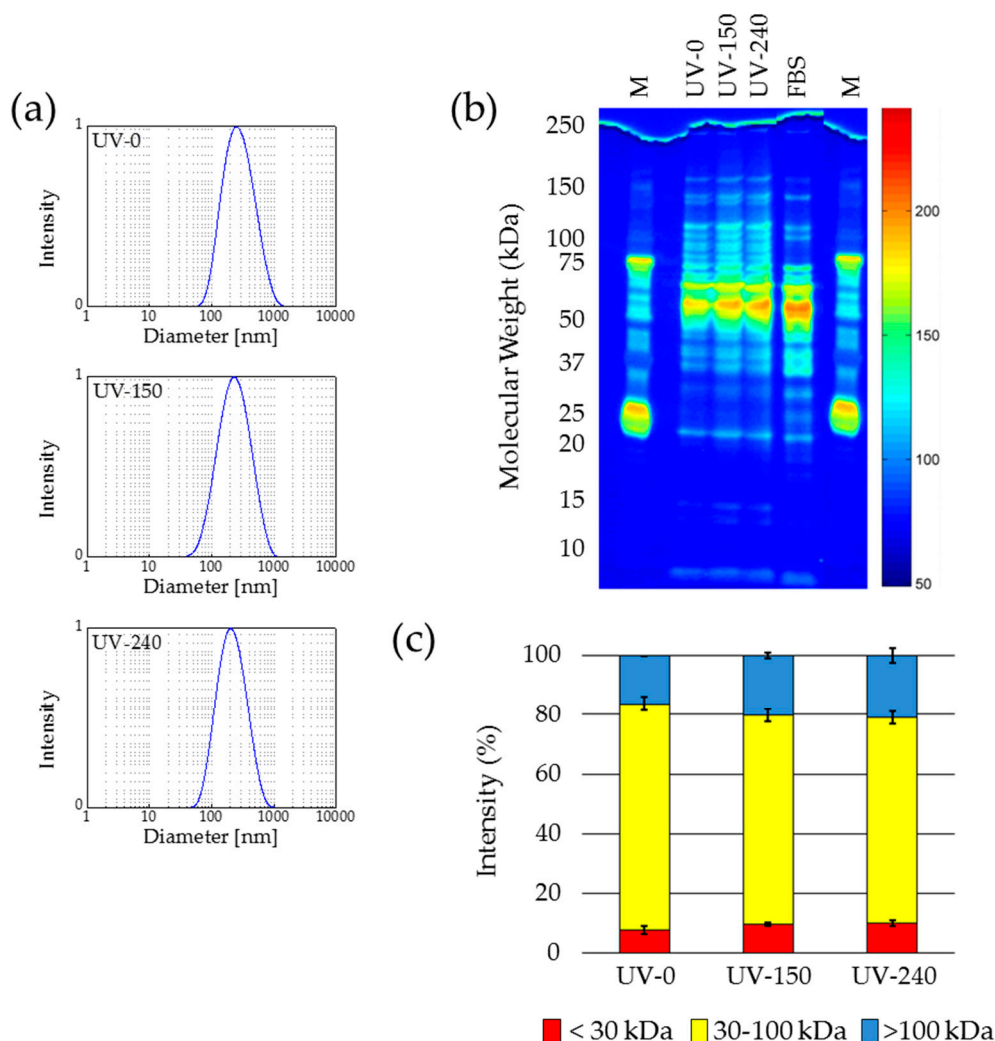 (a)
1
UV-0
Intensity
0
1 10 100 1000 10000
Diameter [nm]
1
UV-150
Intensity
0
1 10 100 1000 10000
Diameter [nm]
1
UV-240
Intensity
0
1 10 100 1000 10000
Diameter [nm]
(b)
M UV-0 UV-150 UV-240 FBS M
Molecular Weight (kDa)
250
150
100
75
50
37
25
20
15
10
200
150
100
50
(c)
Intensity (%)
100
80
60
40
20
0
UV-0 UV-150 UV-240
< 30 kDa 30-100 kDa >100 kDa